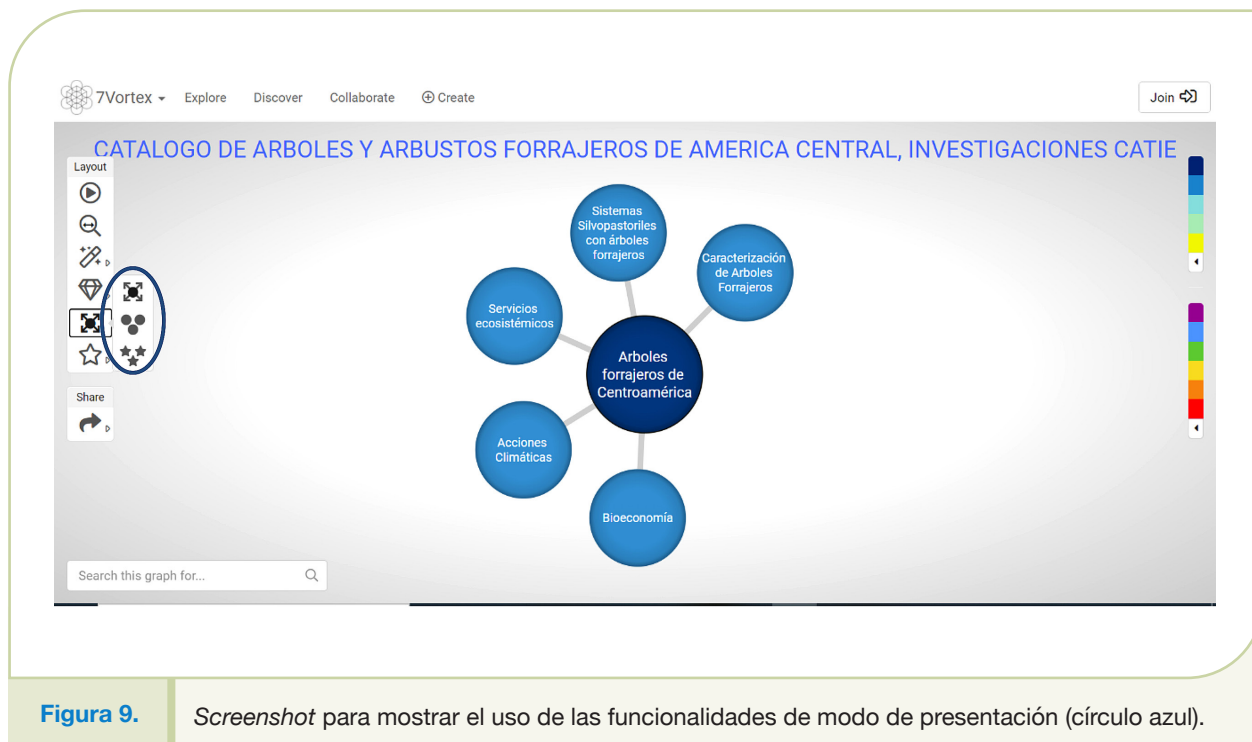 7Vortex Explore Discover Collaborate Create Join
CATALOGO DE ARBOLES Y ARBUSTOS FORRAJEROS DE AMERICA CENTRAL, INVESTIGACIONES CATIE
Layout
Sistemas
Silvopastoriles
con árboles
forrajeros
Caracterización
de Arboles
Forrajeros
Servicios
ecosistémicos
Arboles
forrajeros de
Centroamérica
Share
Acciones
Climáticas
Bioeconomía
Search this graph for...
Figura 9. Screenshot para mostrar el uso de las funcionalidades de modo de presentación (círculo azul).